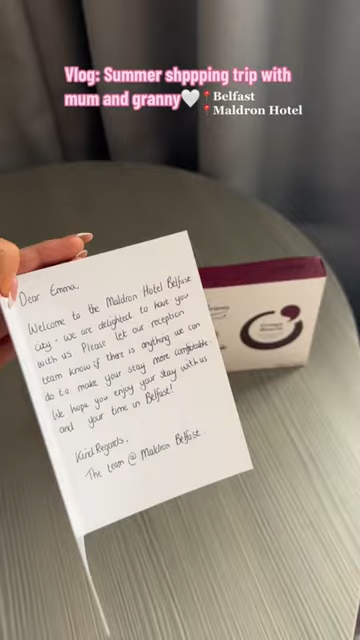 Vlog: Summer shppping trip with
mum and granny🤍📍Belfast
📍Maldron Hotel
Dear Emma,
Welcome to the Maldron Hotel Belfast
city - we are delighted to have you
with us. Please let our reception
team know if there is anything we can
do to make your stay more comfortable.
We hope you enjoy your stay with us
and your time in Belfast!
Kind Regards,
The team @ Maldron Belfast.